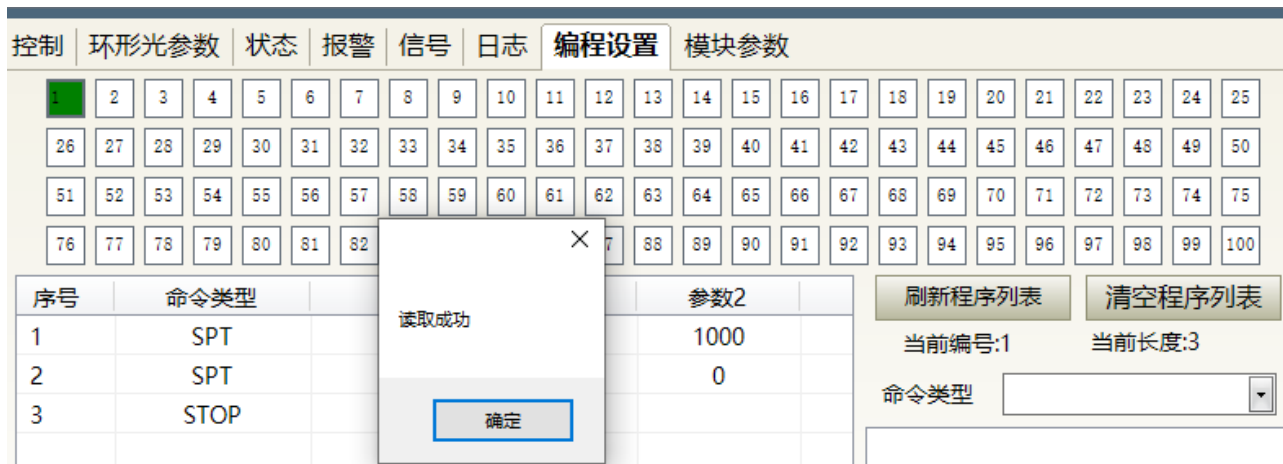 控制 环形光参数 状态 报警 信号 日志 编程设置 模块参数
1 2 3 4 5 6 7 8 9 10 11 12 13 14 15 16 17 18 19 20 21 22 23 24 25
26 27 28 29 30 31 32 33 34 35 36 37 38 39 40 41 42 43 44 45 46 47 48 49 50
51 52 53 54 55 56 57 58 59 60 61 62 63 64 65 66 67 68 69 70 71 72 73 74 75
76 77 78 79 80 81 82 88 89 90 91 92 93 94 95 96 97 98 99 100
序号 命令类型 参数2
1 SPT 1000
2 SPT 0
3 STOP
读取成功
确定
刷新程序列表 清空程序列表
当前编号:1 当前长度:3
命令类型